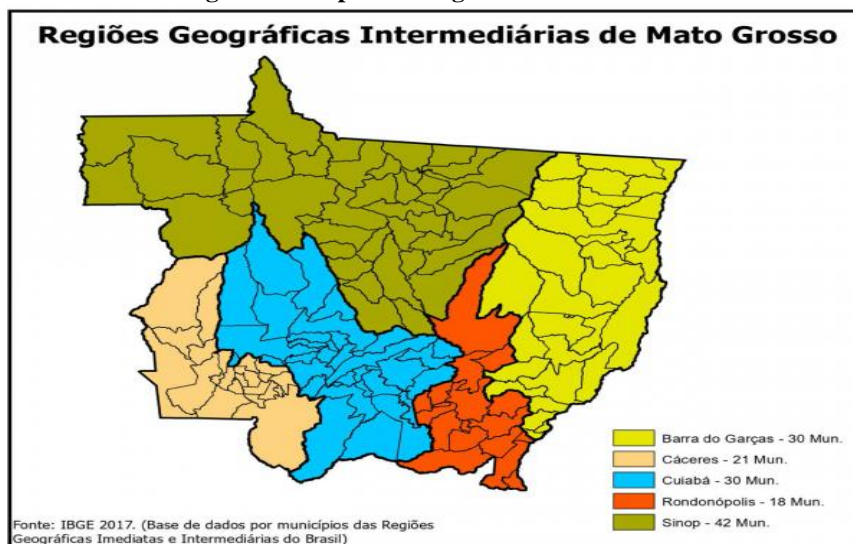 Regiões Geográficas Intermediárias de Mato Grosso
Barra do Garças - 30 Mun.
Cáceres - 21 Mun.
Cuiabá - 30 Mun.
Rondonópolis - 18 Mun.
Sinop - 42 Mun.
Fonte: IBGE 2017. (Base de dados por municípios das Regiões
Geográficas Imediatas e Intermediárias do Brasil)